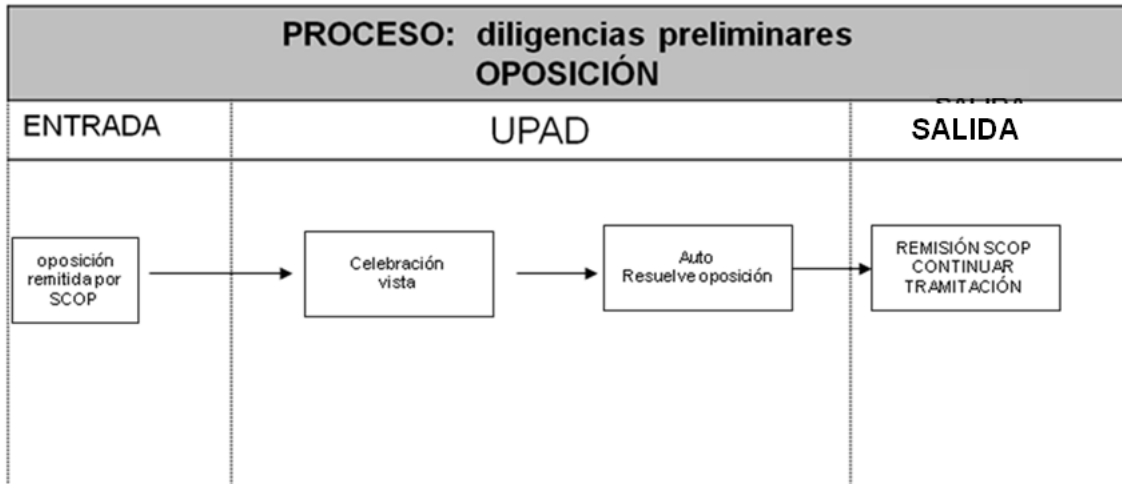 PROCESO: diligencias preliminares
OPOSICIÓN
ENTRADA
UPAD
SALIDA
oposición
remitida por
SCOP
Celebración
vista
Auto
Resuelve oposición
REMISIÓN SCOP
CONTINUAR
TRAMITACIÓN